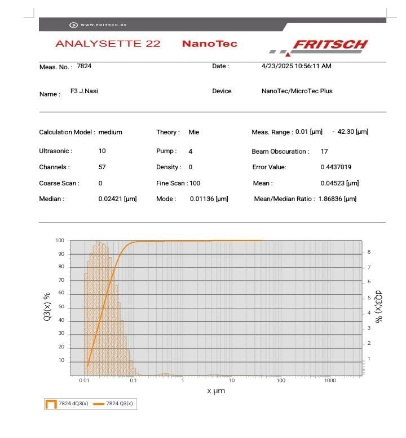 www.fritsch.de
ANALYSETTE 22 NanoTec FRITSCH
Meas. No. : 7824 Date : 4/23/2025 10:56:11 AM
Name : F3 J.Nasi Device NanoTec/MicroTec Plus
Calculation Model : medium Theory : Mie Meas. Range : 0.01 [µm] - 42.30 [µm]
Ultrasonic : 10 Pump : 4 Beam Obscuration : 17
Channels : 57 Density : 0 Error Value: 0.4437019
Coarse Scan : 0 Fine Scan : 100 Mean : 0.04523 [µm]
Median : 0.02421 [µm] Mode : 0.01136 [µm] Mean/Median Ratio : 1.86836 [µm]
Q3(x) %
100
90
80
70
60
50
40
30
20
10
8
7
6
5
4
3
2
1
dQ3(x) %
0.01 0.1 1 10 100 1000
x µm
7824 dQ3(x) 7824 Q3(x)